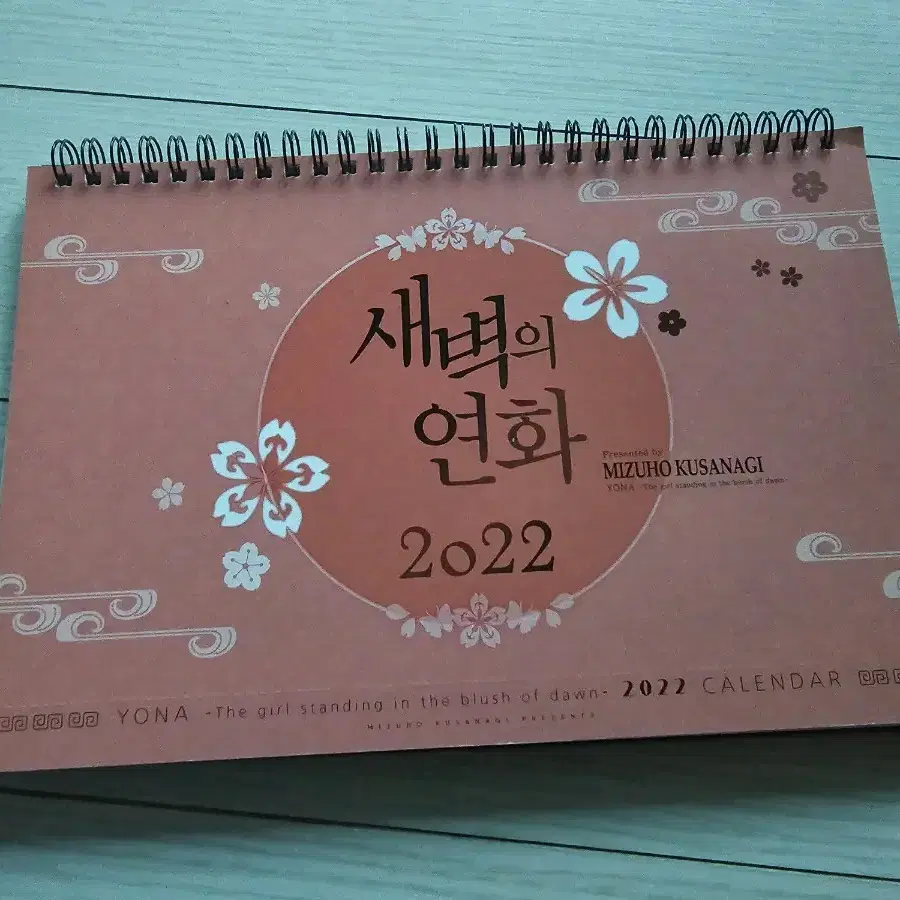 새벽의
연화
2022
Presented by
MIZUHO KUSANAGI
YONA -The girl standing in the blush of dawn-
YONA -The girl standing in the blush of dawn- 2022 CALENDAR
MIZUHO KUSANAGI PRESENTS